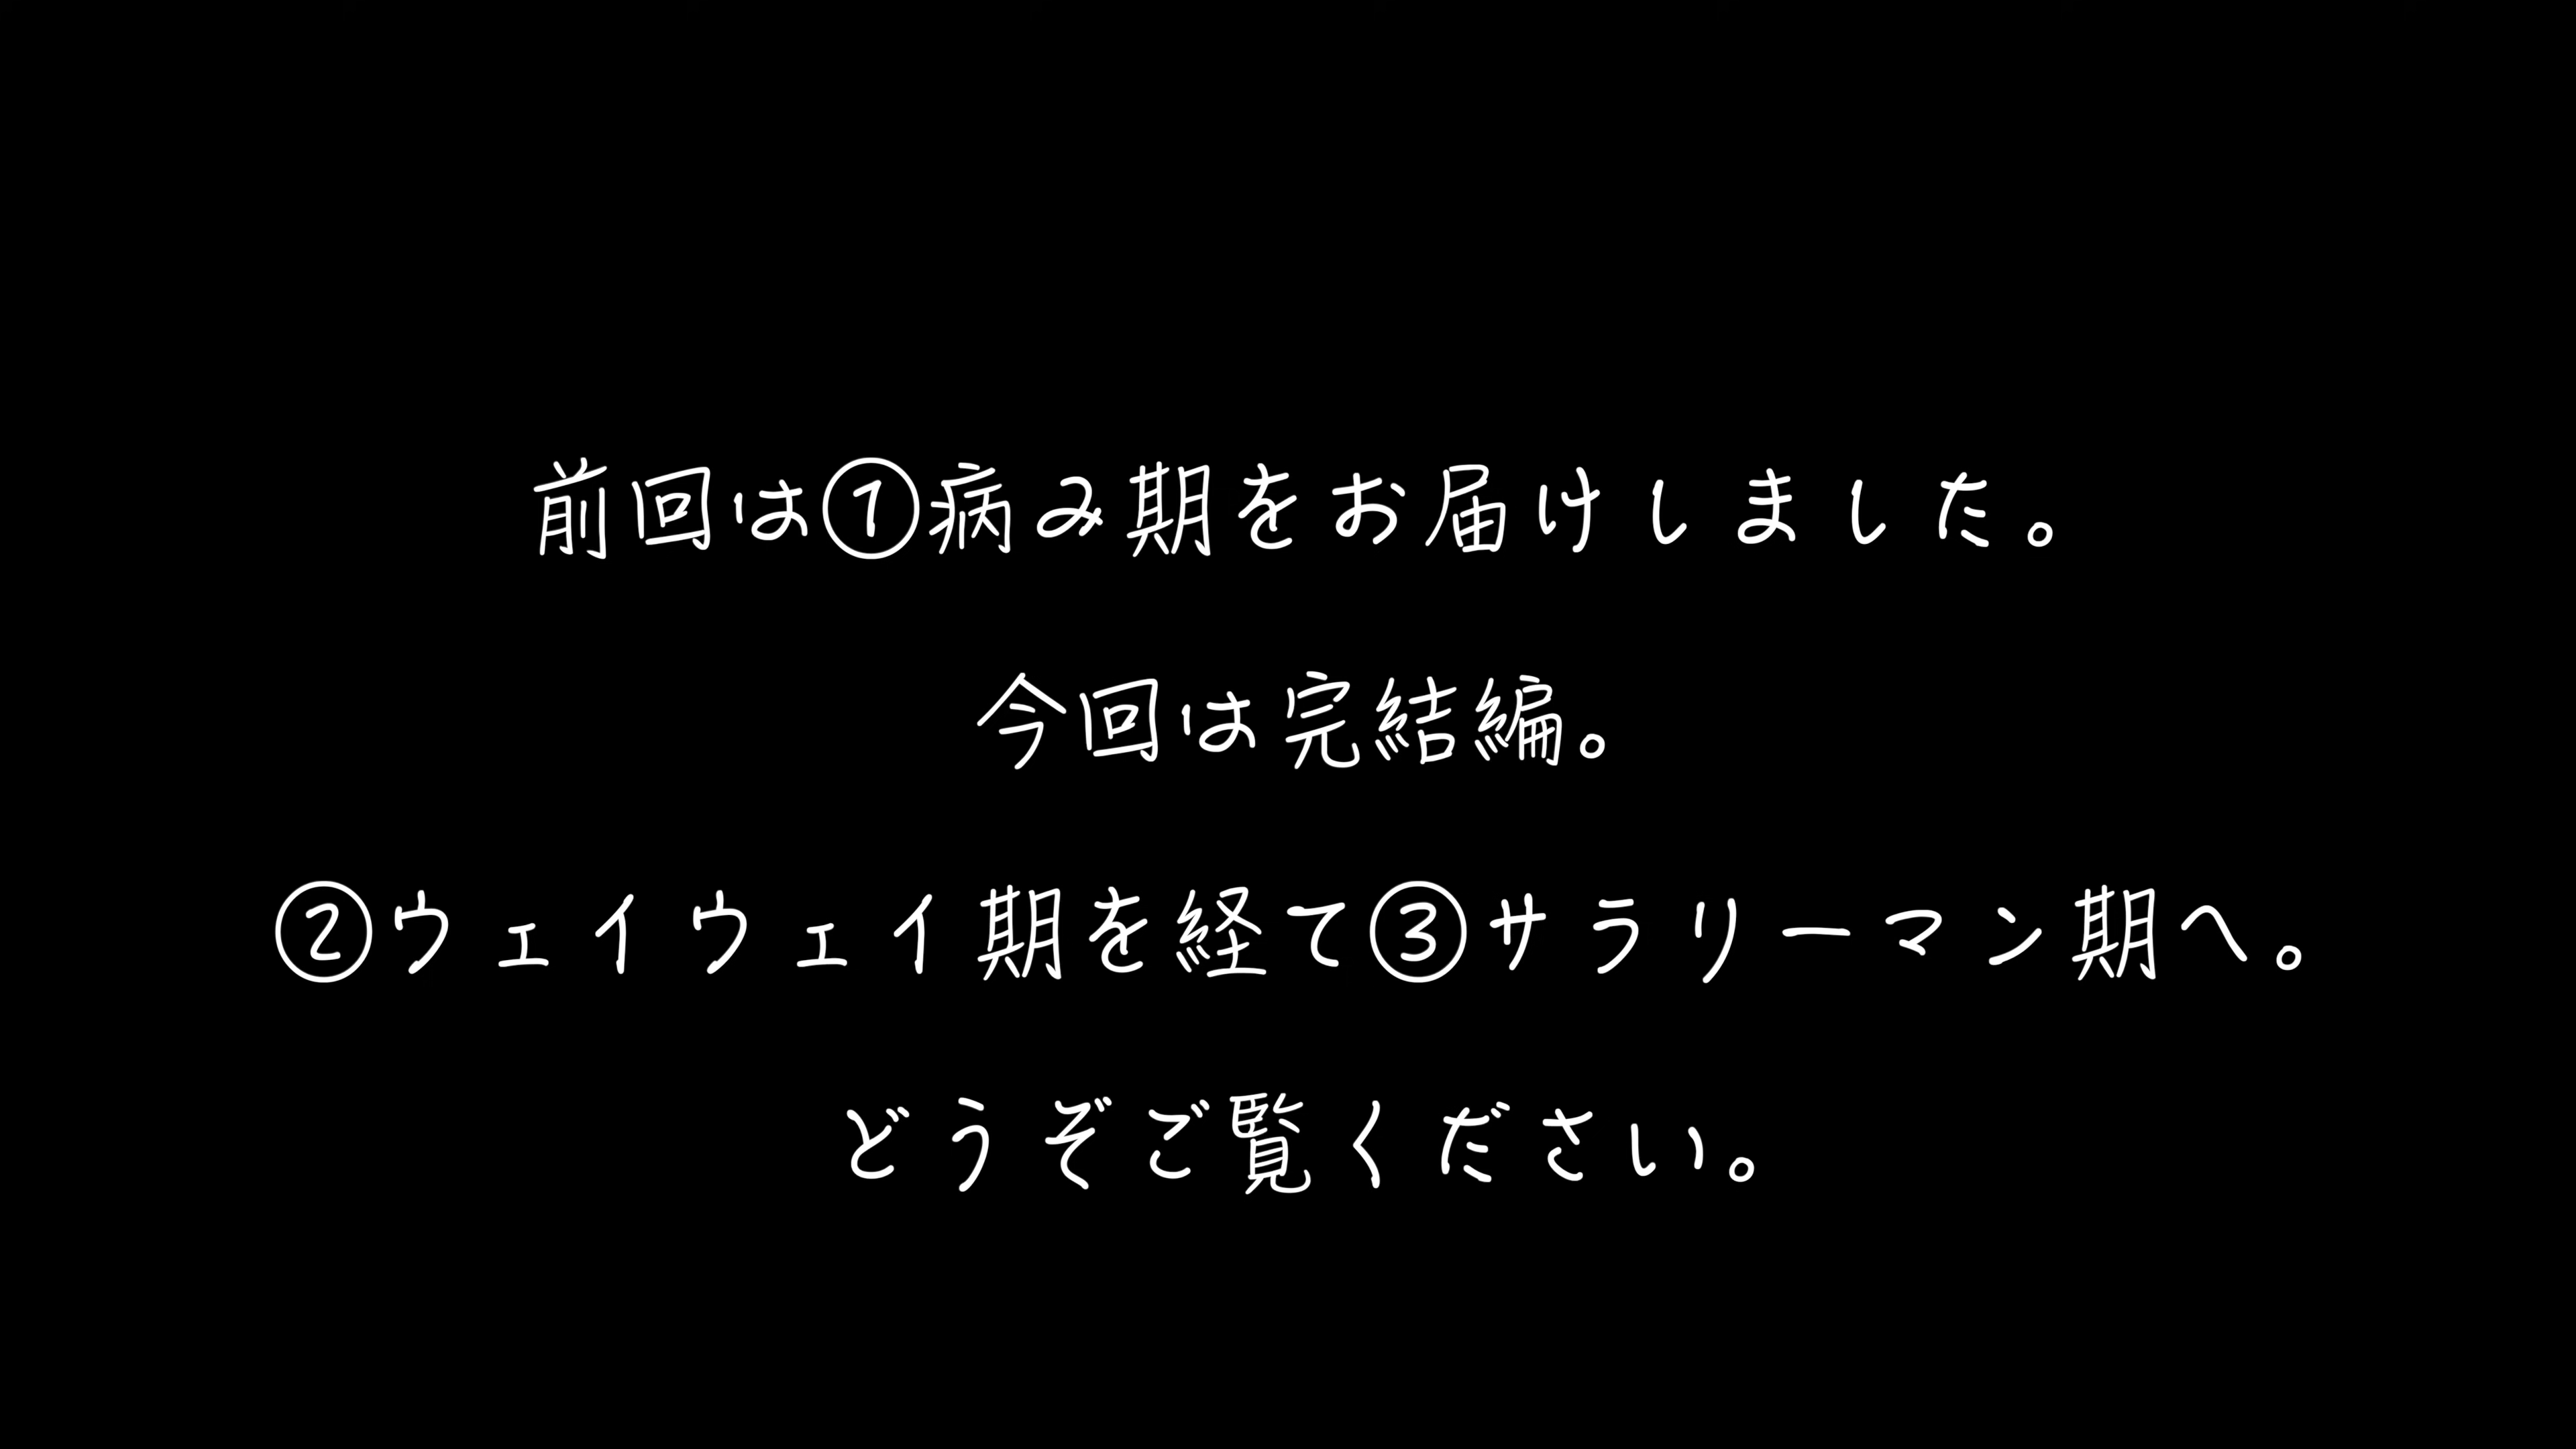 前回は①病み期をお届けしました。
今回は完結編。
②ウェイウェイ期を経て③サラリーマン期へ。
どうぞご覧ください。